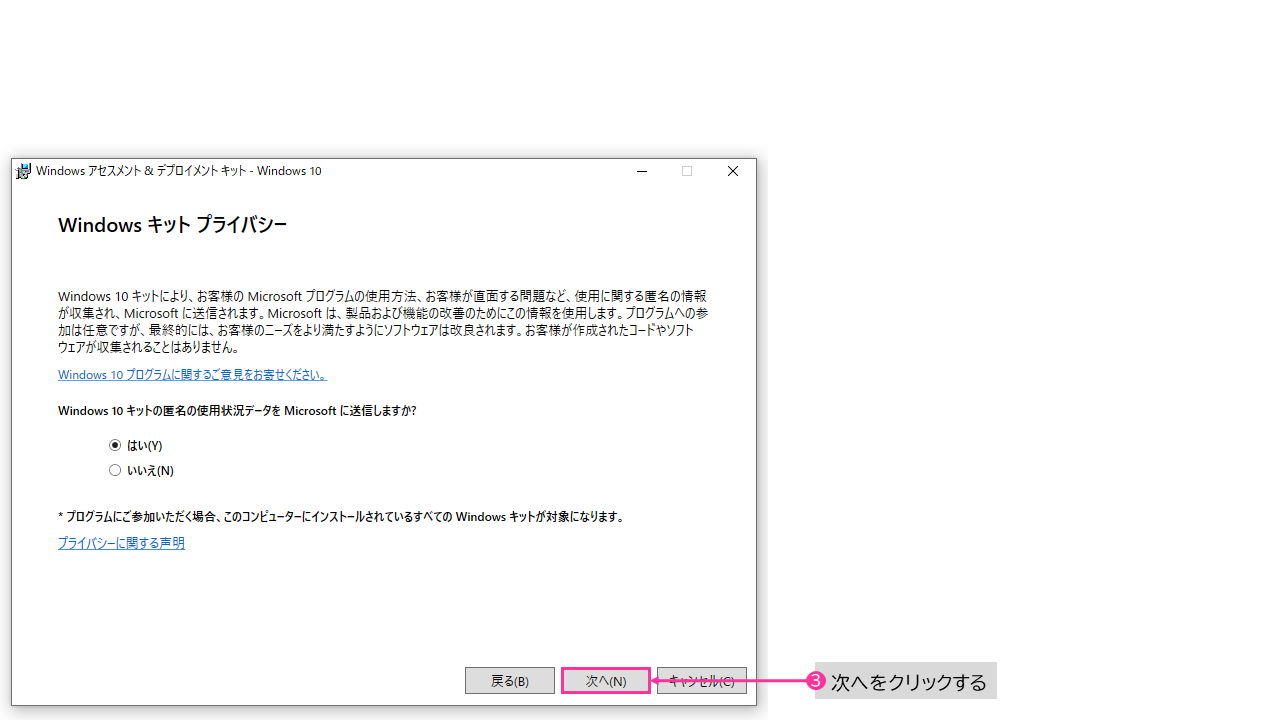 Windows アセスメント & デプロイメント キット - Windows 10
Windows キット プライバシー
Windows 10 キットにより、お客様の Microsoft プログラムの使用方法、お客様が直面する問題など、使用に関する匿名の情報
が収集され、Microsoft に送信されます。Microsoft は、製品および機能の改善のためにこの情報を使用します。プログラムへの参
加は任意ですが、最終的には、お客様のニーズをより満たすようにソフトウェアは改良されます。お客様が作成されたコードやソフト
ウェアが収集されることはありません。
Windows 10 プログラムに関するご意見をお寄せください。
Windows 10 キットの匿名の使用状況データを Microsoft に送信しますか?
はい(Y)
いいえ(N)
* プログラムにご参加いただく場合、このコンピューターにインストールされているすべての Windows キットが対象になります。
プライバシーに関する声明
戻る(B)
次へ(N)
キャンセル(C)
❸ 次へをクリックする